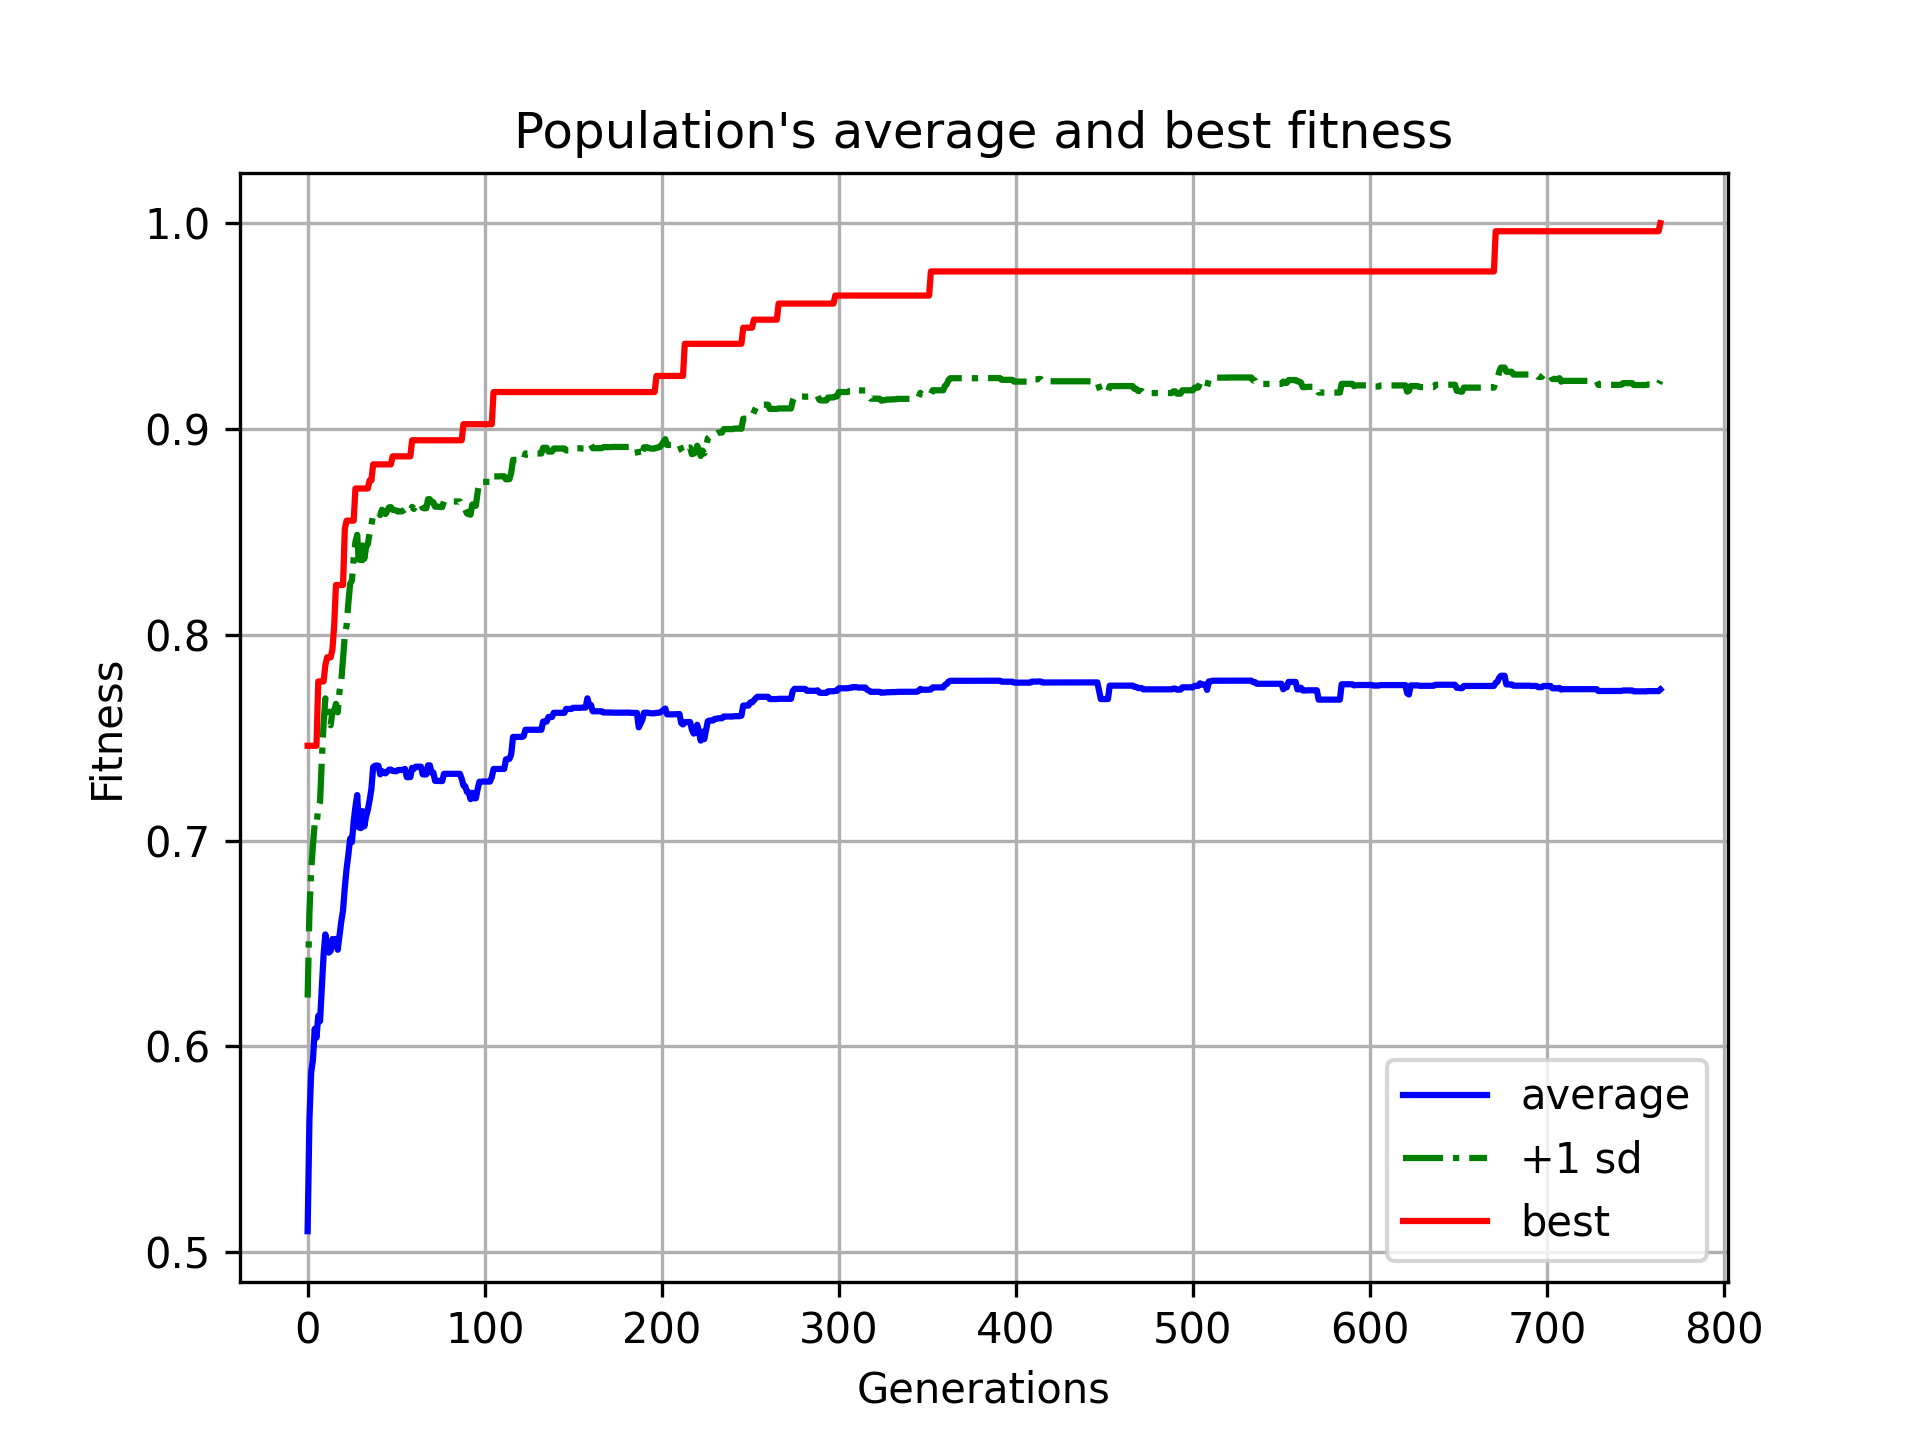 Population's average and best fitness
1.0
0.9
0.8
0.7
0.6
0.5
Fitness
0 100 200 300 400 500 600 700 800
Generations
average
+1 sd
best